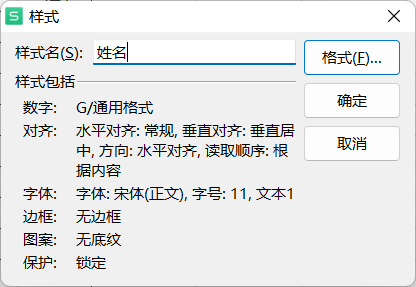 样式
样式名(S): 姓名
格式(F)...
样式包括
确定
数字: G/通用格式
对齐: 水平对齐: 常规, 垂直对齐: 垂直居
中, 方向: 水平对齐, 读取顺序: 根
据内容
取消
字体: 字体: 宋体(正文), 字号: 11, 文本1
边框: 无边框
图案: 无底纹
保护: 锁定